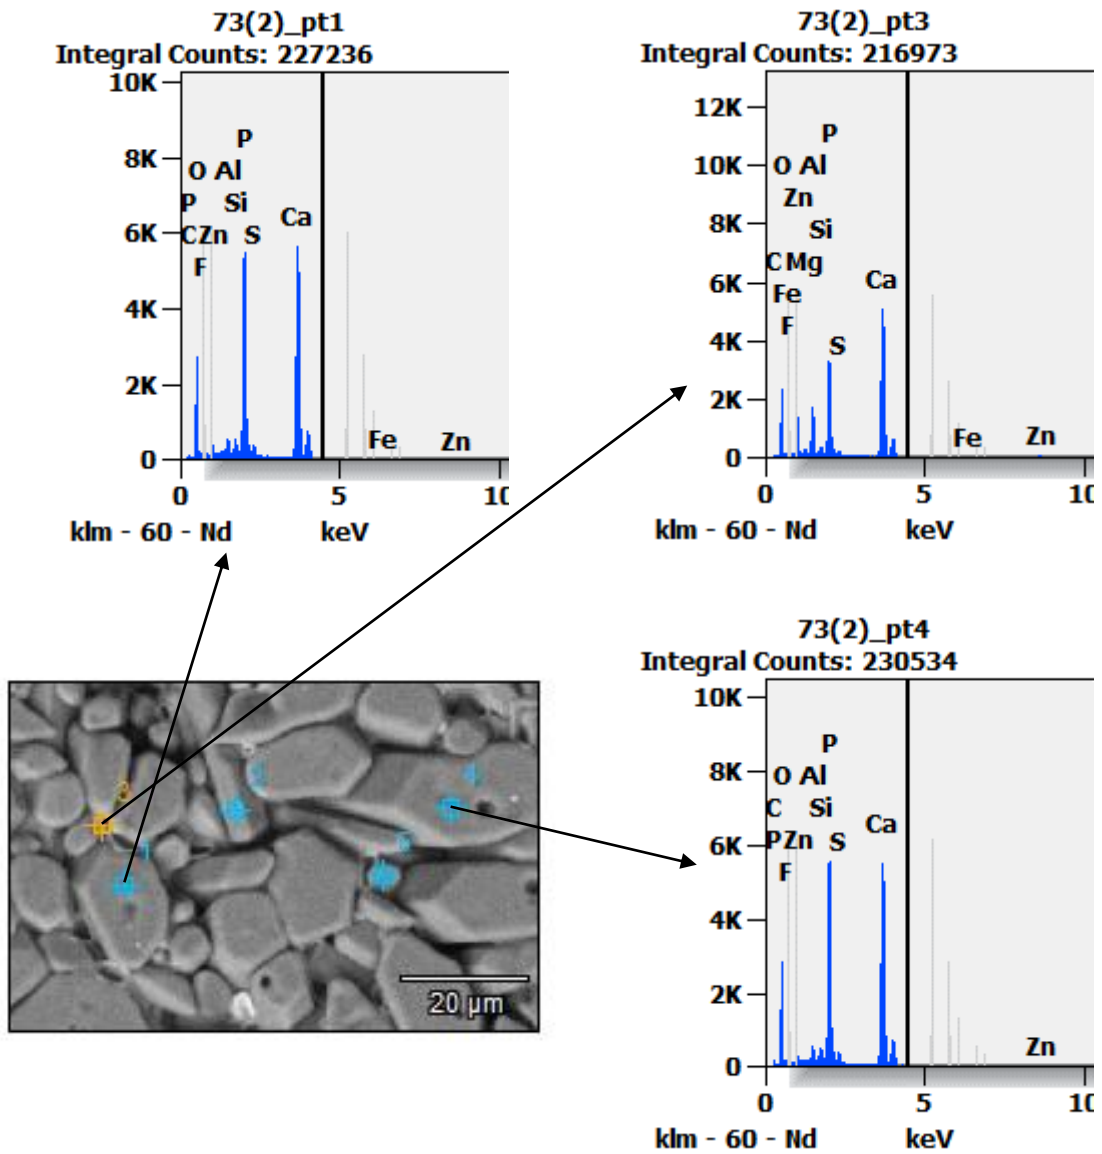 73(2)_pt1
Integral Counts: 227236
10K
8K
6K
4K
2K
0
P
O Al
P Si
C Zn S Ca
F
Fe Zn
0 5 10
klm - 60 - Nd keV
73(2)_pt3
Integral Counts: 216973
12K
10K
8K
6K
4K
2K
0
P
O Al
Zn
Si
C Mg
Ca
Fe
F
S
Fe Zn
0 5 10
klm - 60 - Nd keV
73(2)_pt4
Integral Counts: 230534
10K
8K
6K
4K
2K
0
P
O Al
C Si
Ca
P Zn S
F
Zn
0 5 10
klm - 60 - Nd keV
1
4
20 µm